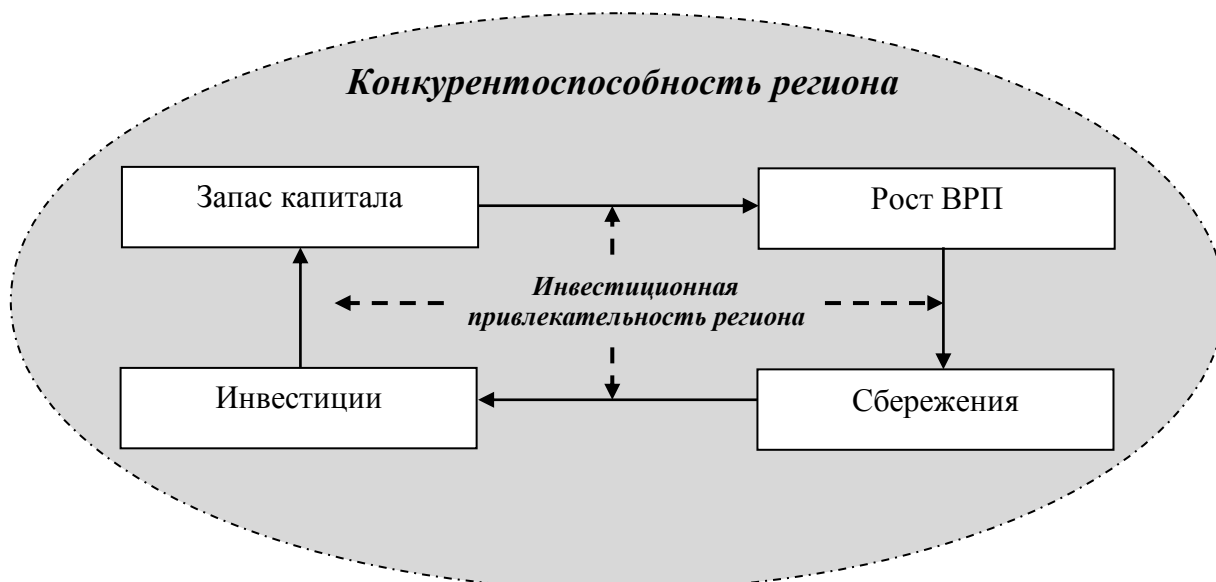 Конкурентоспособность региона
Запас капитала
Рост ВРП
Инвестиционная
привлекательность региона
Инвестиции
Сбережения